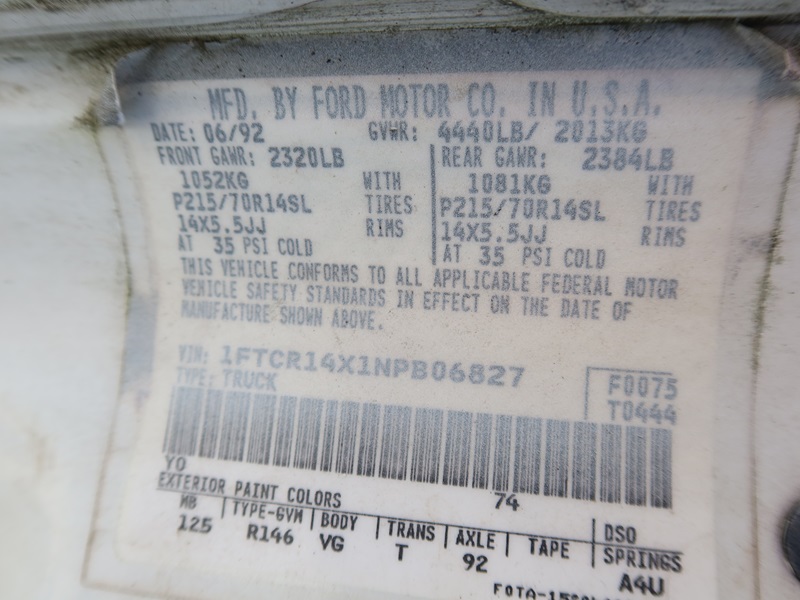 MFD. BY FORD MOTOR CO. IN U.S.A.
DATE: 06/92 GVWR: 4440LB/ 2013KG
FRONT GAWR: 2320LB REAR GAWR: 2384LB
1052KG WITH 1081KG WITH
P215/70R14SL TIRES P215/70R14SL TIRES
14X5.5JJ RIMS 14X5.5JJ RIMS
AT 35 PSI COLD AT 35 PSI COLD
THIS VEHICLE CONFORMS TO ALL APPLICABLE FEDERAL MOTOR
VEHICLE SAFETY STANDARDS IN EFFECT ON THE DATE OF
MANUFACTURE SHOWN ABOVE.
VIN: 1FTCR14X1NPB06827
TYPE: TRUCK F0075
T0444
YO 74
EXTERIOR PAINT COLORS DSO
WB TYPE-GVM BODY TRANS AXLE TAPE SPRINGS
125 R146 VG T 92 A4U